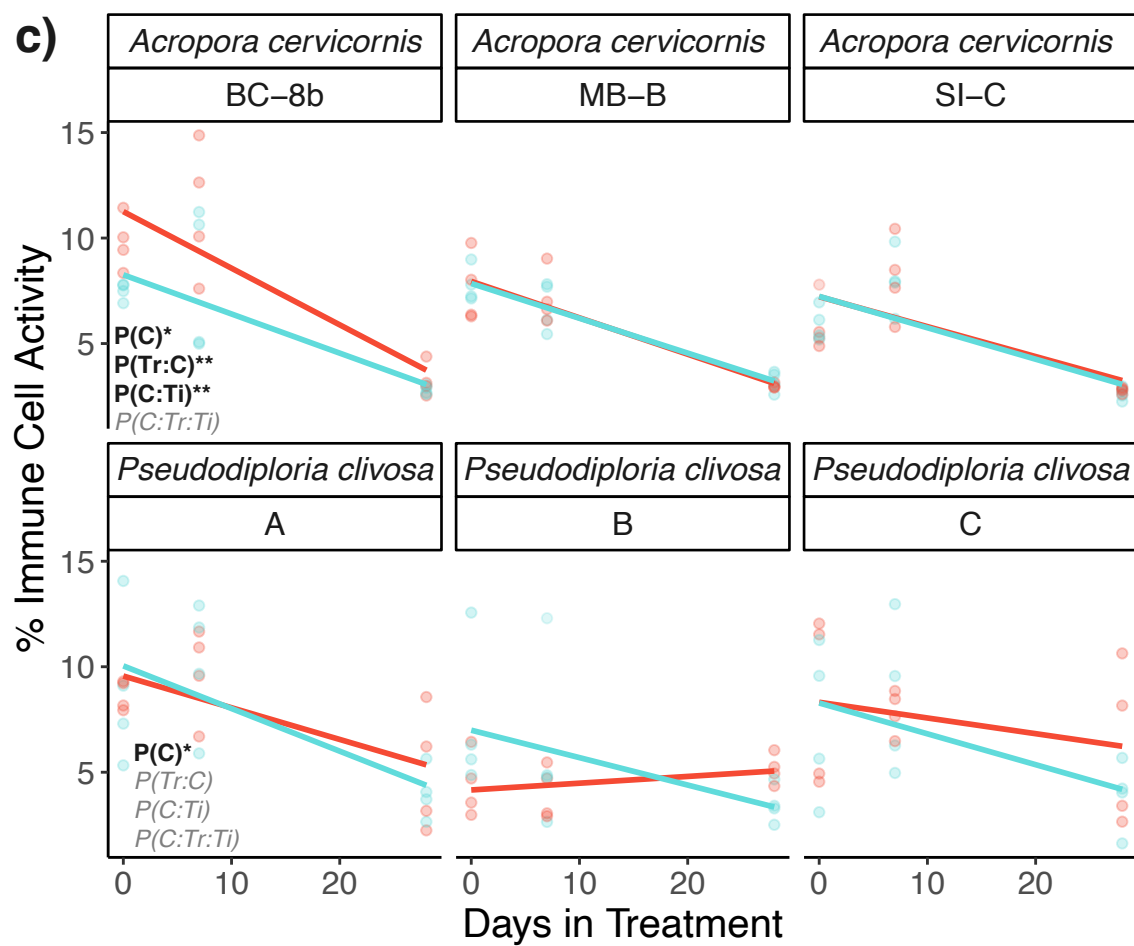 c)
Acropora cervicornis Acropora cervicornis Acropora cervicornis
BC−8b MB−B SI−C
15
10
5
P(C)*
P(Tr:C)**
P(C:Ti)**
P(C:Tr:Ti)
% Immune Cell Activity
Pseudodiploria clivosa Pseudodiploria clivosa Pseudodiploria clivosa
A B C
15
10
5
P(C)*
P(Tr:C)
P(C:Ti)
P(C:Tr:Ti)
0 10 20 0 10 20 0 10 20
Days in Treatment